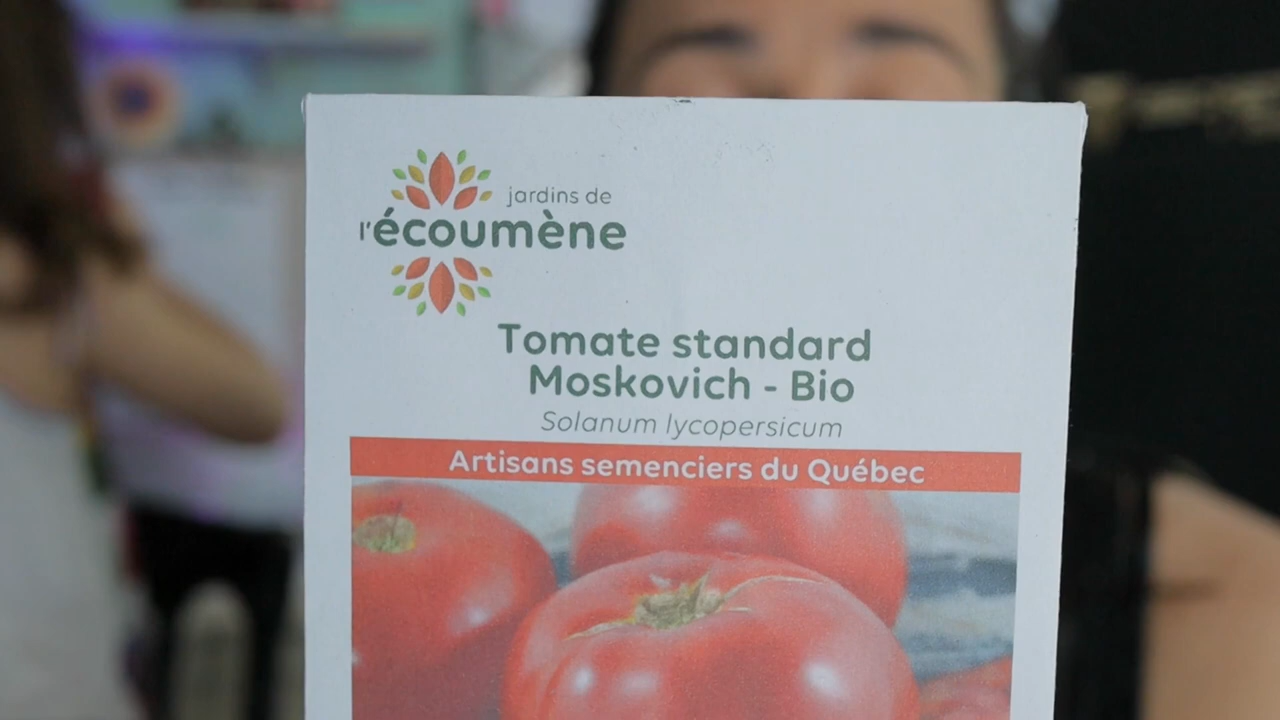 jardins de
l'écoumène
Tomate standard
Moskovich - Bio
Solanum lycopersicum
Artisans semenciers du Québec